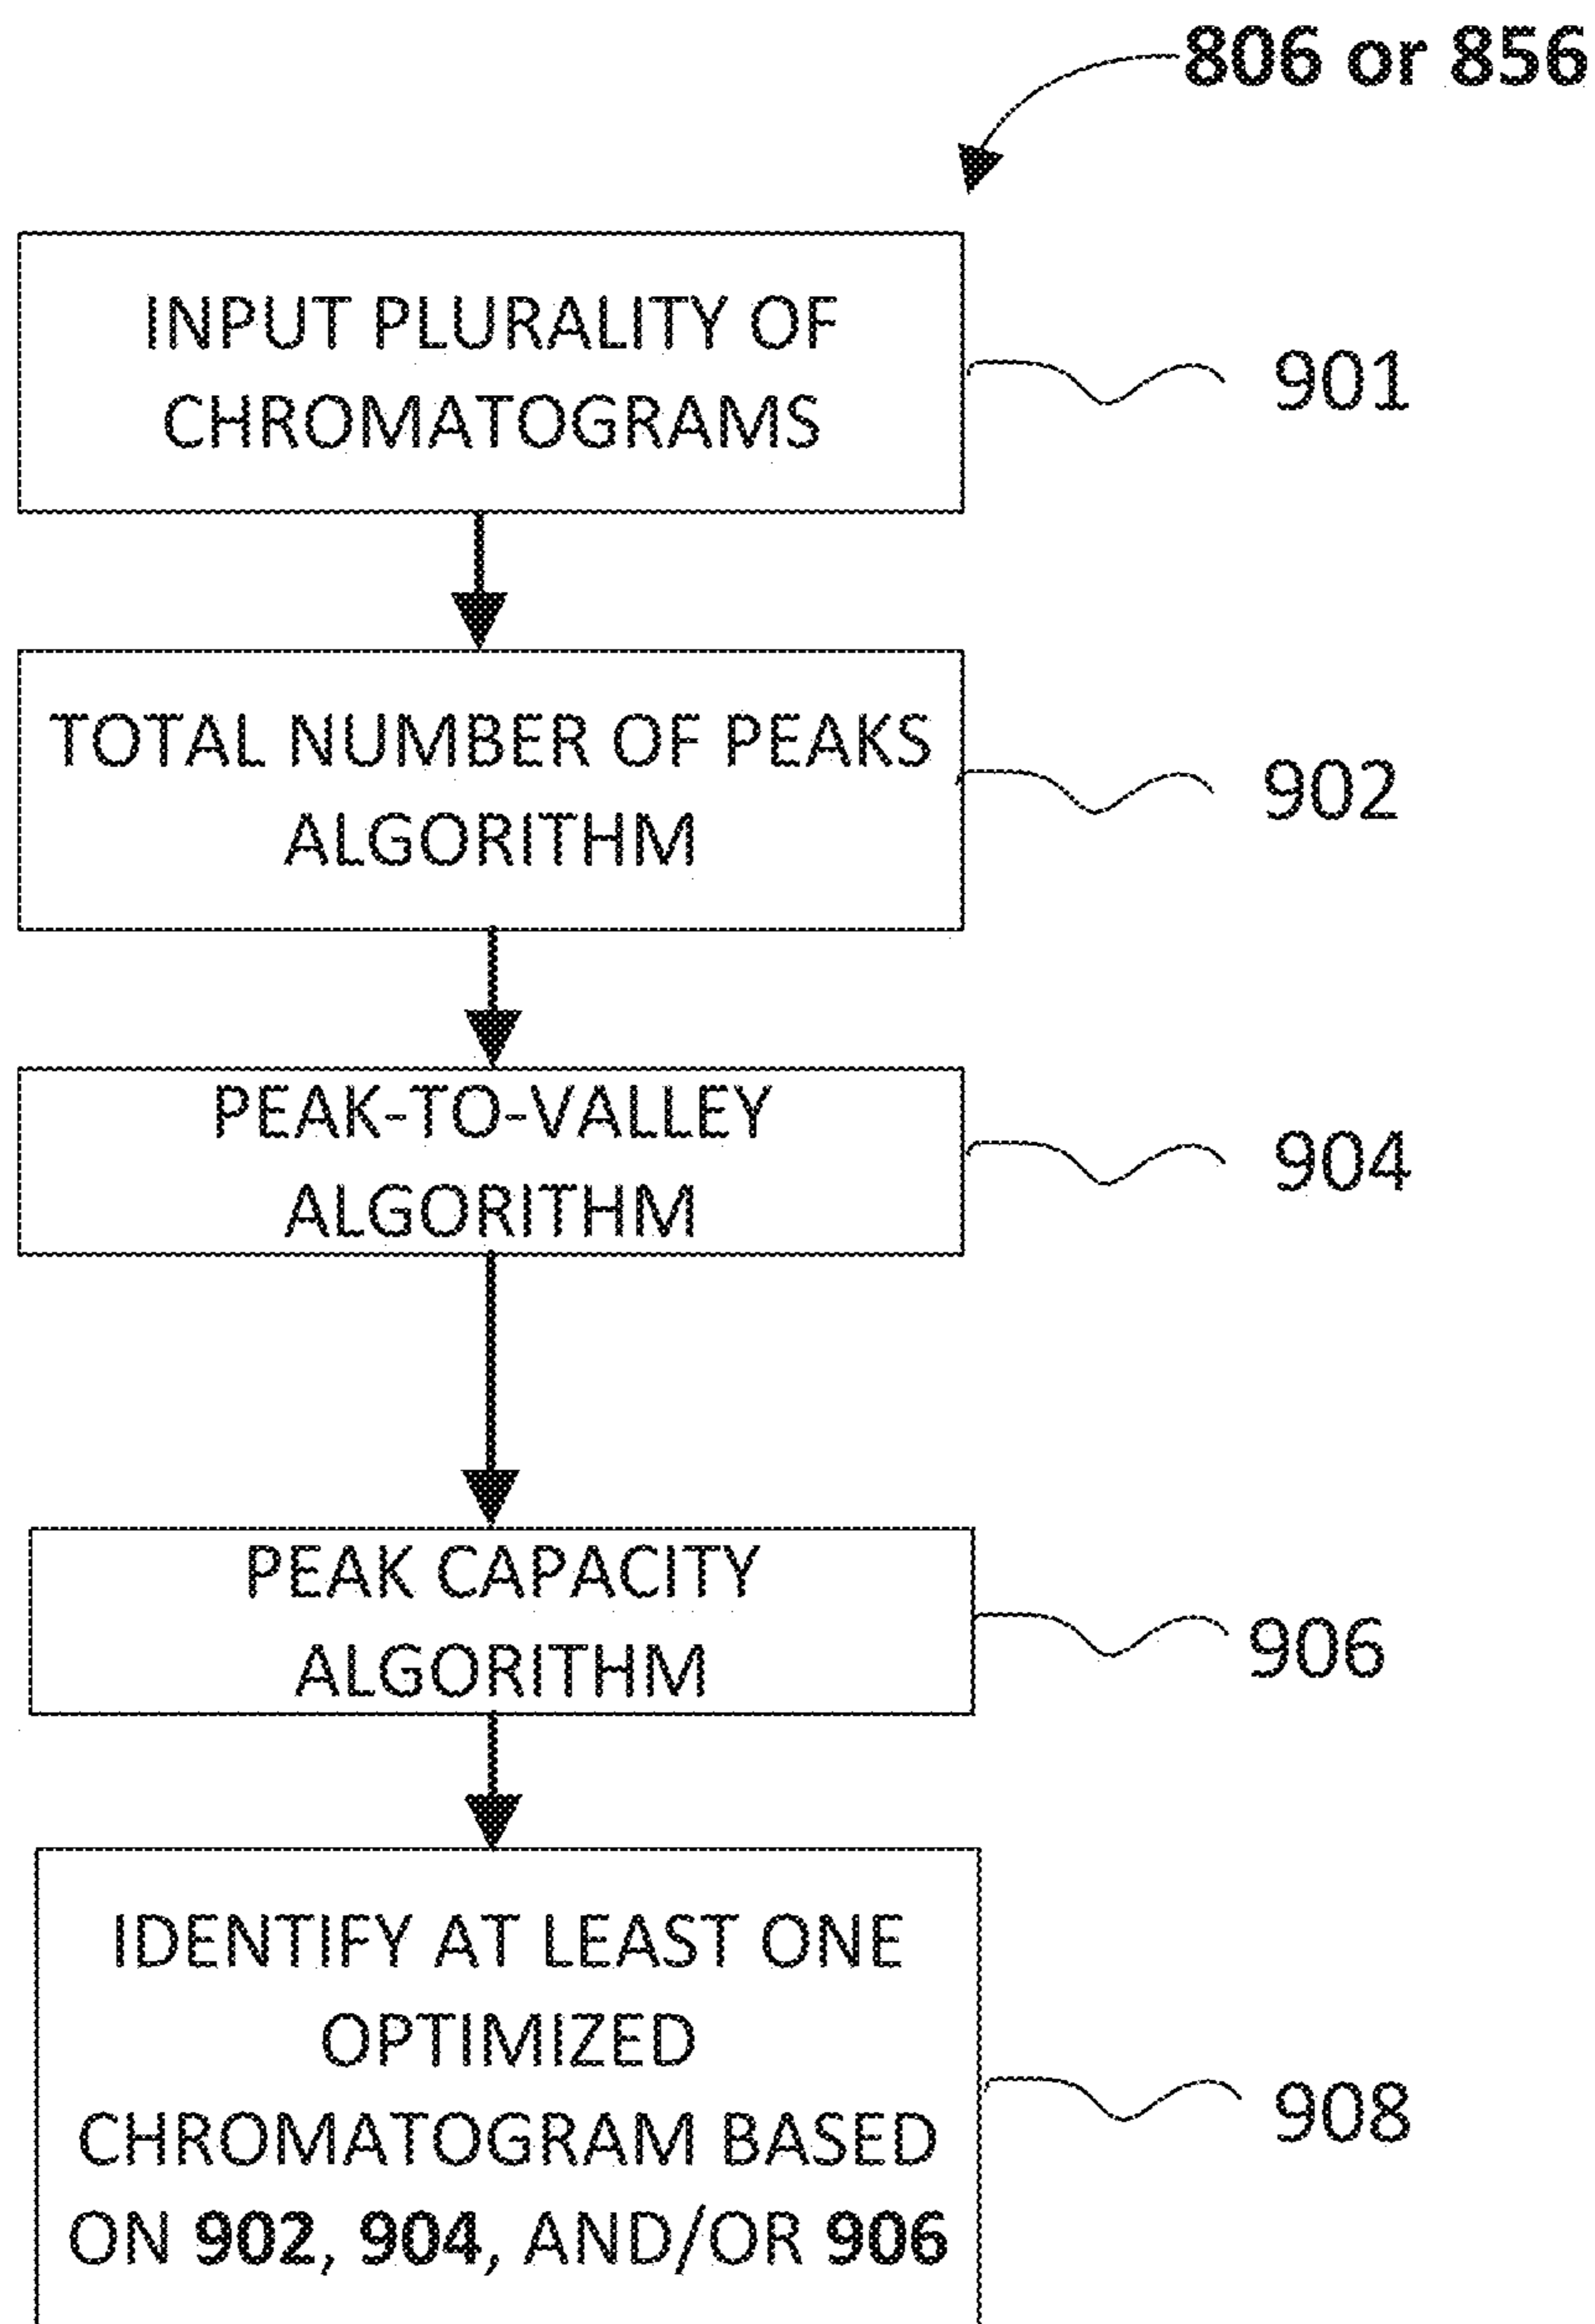 806 or 856
INPUT PLURALITY OF
CHROMATOGRAMS
901
TOTAL NUMBER OF PEAKS
ALGORITHM
902
PEAK-TO-VALLEY
ALGORITHM
904
PEAK CAPACITY
ALGORITHM
906
IDENTIFY AT LEAST ONE
OPTIMIZED
CHROMATOGRAM BASED
ON 902, 904, AND/OR 906
908